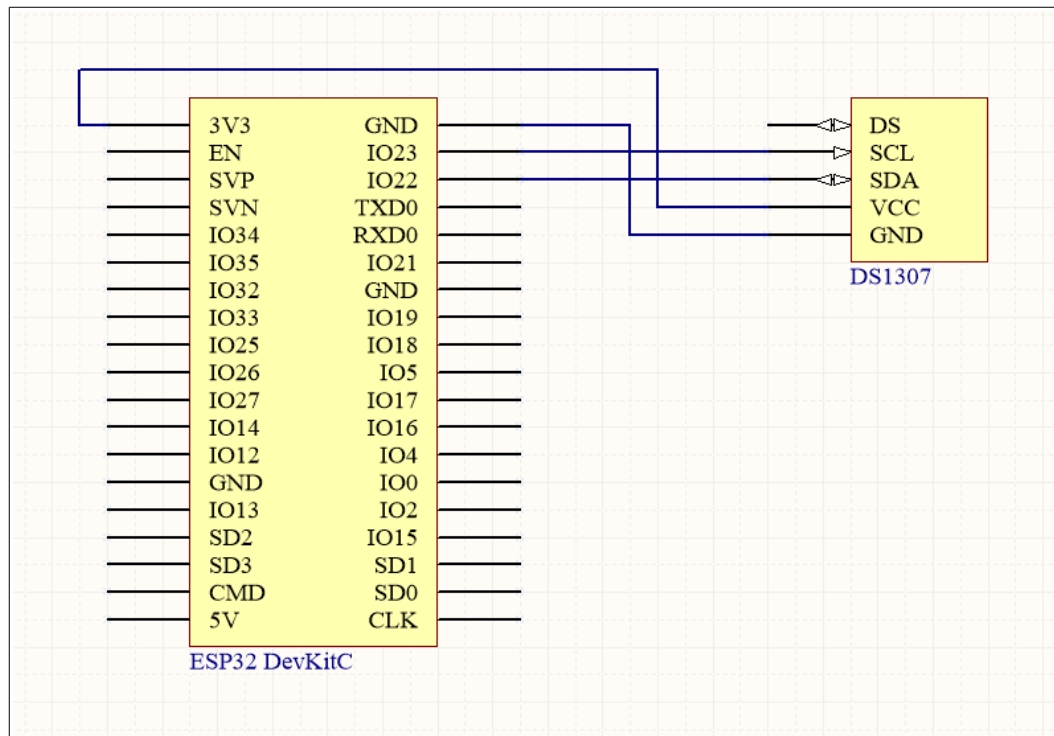 3V3 GND
EN IO23
SVP IO22
SVN TXD0
IO34 RXD0
IO35 IO21
IO32 GND
IO33 IO19
IO25 IO18
IO26 IO5
IO27 IO17
IO14 IO16
IO12 IO4
GND IO0
IO13 IO2
SD2 IO15
SD3 SD1
CMD SD0
5V CLK
ESP32 DevKitC
DS
SCL
SDA
VCC
GND
DS1307